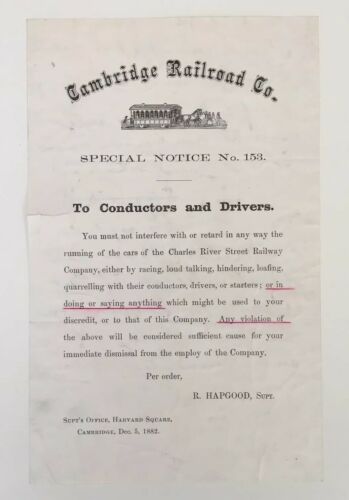 Cambridge Railroad Co.
SPECIAL NOTICE No. 153.
To Conductors and Drivers.
You must not interfere with or retard in any way the
running of the cars of the Charles River Street Railway
Company, either by racing, loud talking, hindering, loafing,
quarrelling with their conductors, drivers, or starters; or in
doing or saying anything which might be used to your
discredit, or to that of this Company. Any violation of
the above will be considered sufficient cause for your
immediate dismissal from the employ of the Company.
Per order,
R. HAPGOOD, Supt.
Supt's Office, Harvard Square,
Cambridge, Dec. 5, 1882.